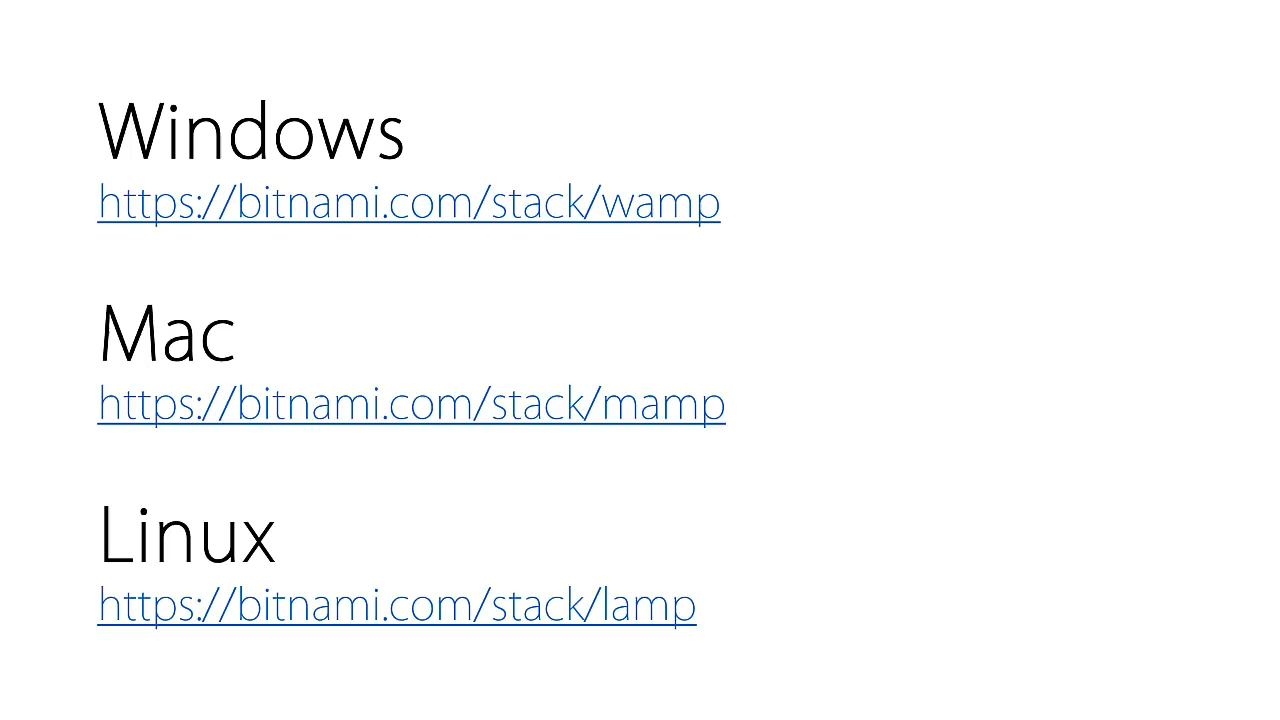 Windows
https://bitnami.com/stack/wamp
Mac
https://bitnami.com/stack/mamp
Linux
https://bitnami.com/stack/lamp